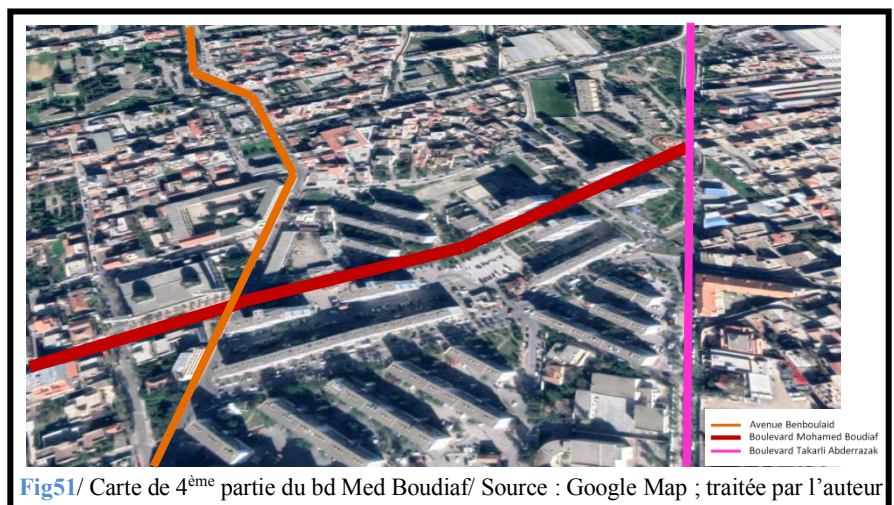 Avenue Benboulaid
Boulevard Mohamed Boudiaf
Boulevard Takarli Abderrazak
Fig51/ Carte de 4ème partie du bd Med Boudiaf/ Source : Google Map ; traitée par l’auteur